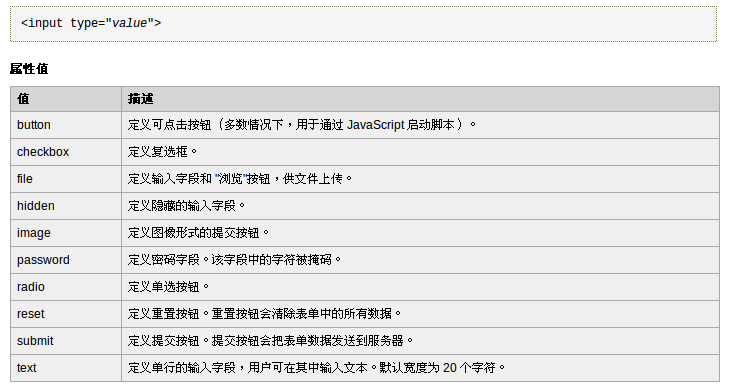 <input type="value">
属性值
值 描述
button 定义可点击按钮（多数情况下，用于通过 JavaScript 启动脚本）。
checkbox 定义复选框。
file 定义输入字段和 "浏览"按钮，供文件上传。
hidden 定义隐藏的输入字段。
image 定义图像形式的提交按钮。
password 定义密码字段。该字段中的字符被掩码。
radio 定义单选按钮。
reset 定义重置按钮。重置按钮会清除表单中的所有数据。
submit 定义提交按钮。提交按钮会把表单数据发送到服务器。
text 定义单行的输入字段，用户可在其中输入文本。默认宽度为 20 个字符。